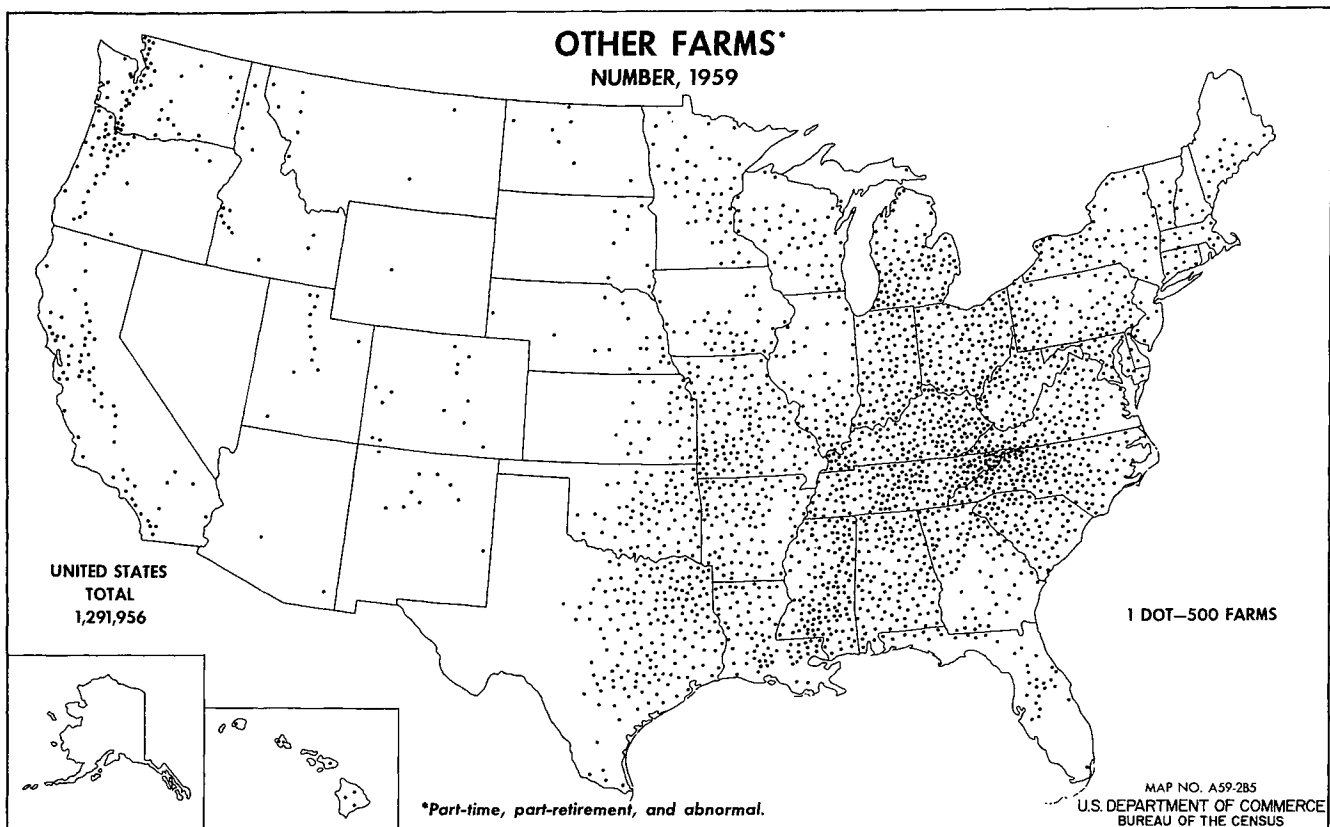 OTHER FARMS*
NUMBER, 1959
UNITED STATES
TOTAL
1,291,956
1 DOT—500 FARMS
*Part-time, part-retirement, and abnormal.
MAP NO. A59-2B5
U.S. DEPARTMENT OF COMMERCE
BUREAU OF THE CENSUS